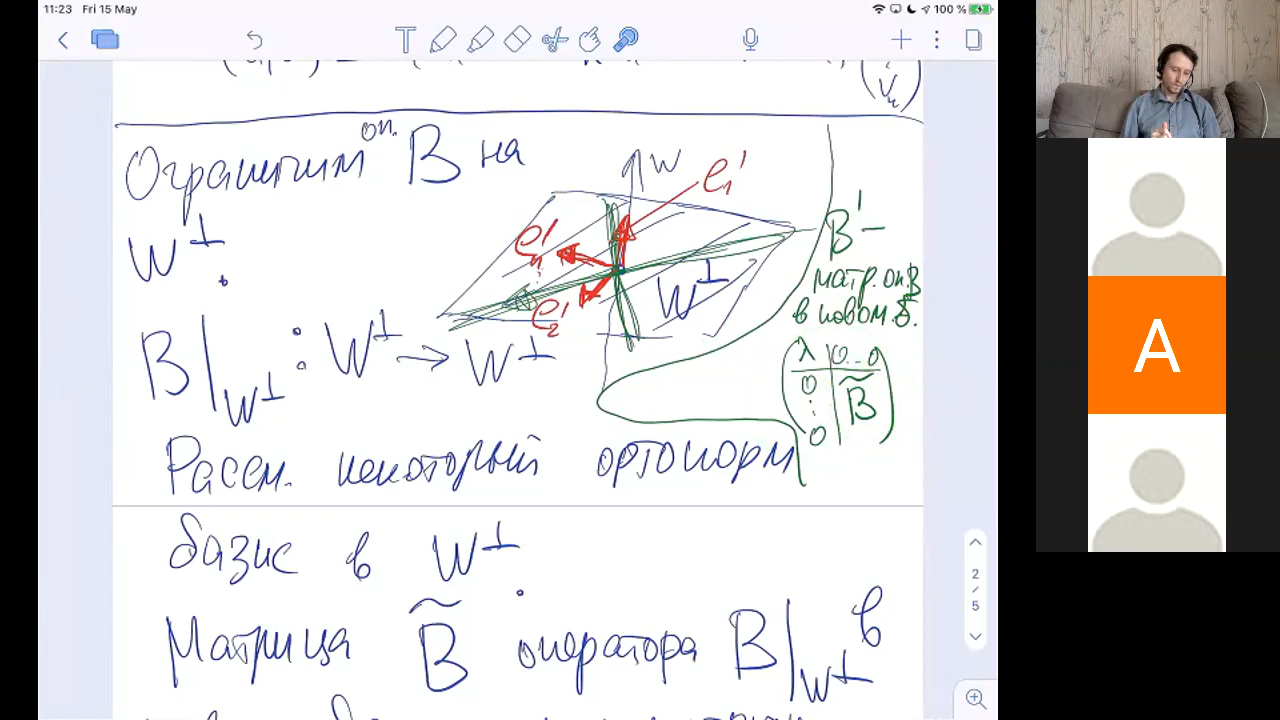 11:23 Fri 15 May
100 %
Vₙ
Ограничим оп. B на
W⊥
W
e₁'
eₙ'
e₂'
W⊥
B' –
матр. оп. B
в новом б.
λ 0...0
0
⋮ B̃
0
B|W⊥ : W⊥ → W⊥
Рассм. некоторый ортонорм
базис в W⊥.
Матрица B̃ оператора B|W⊥ в
2
/
5
A